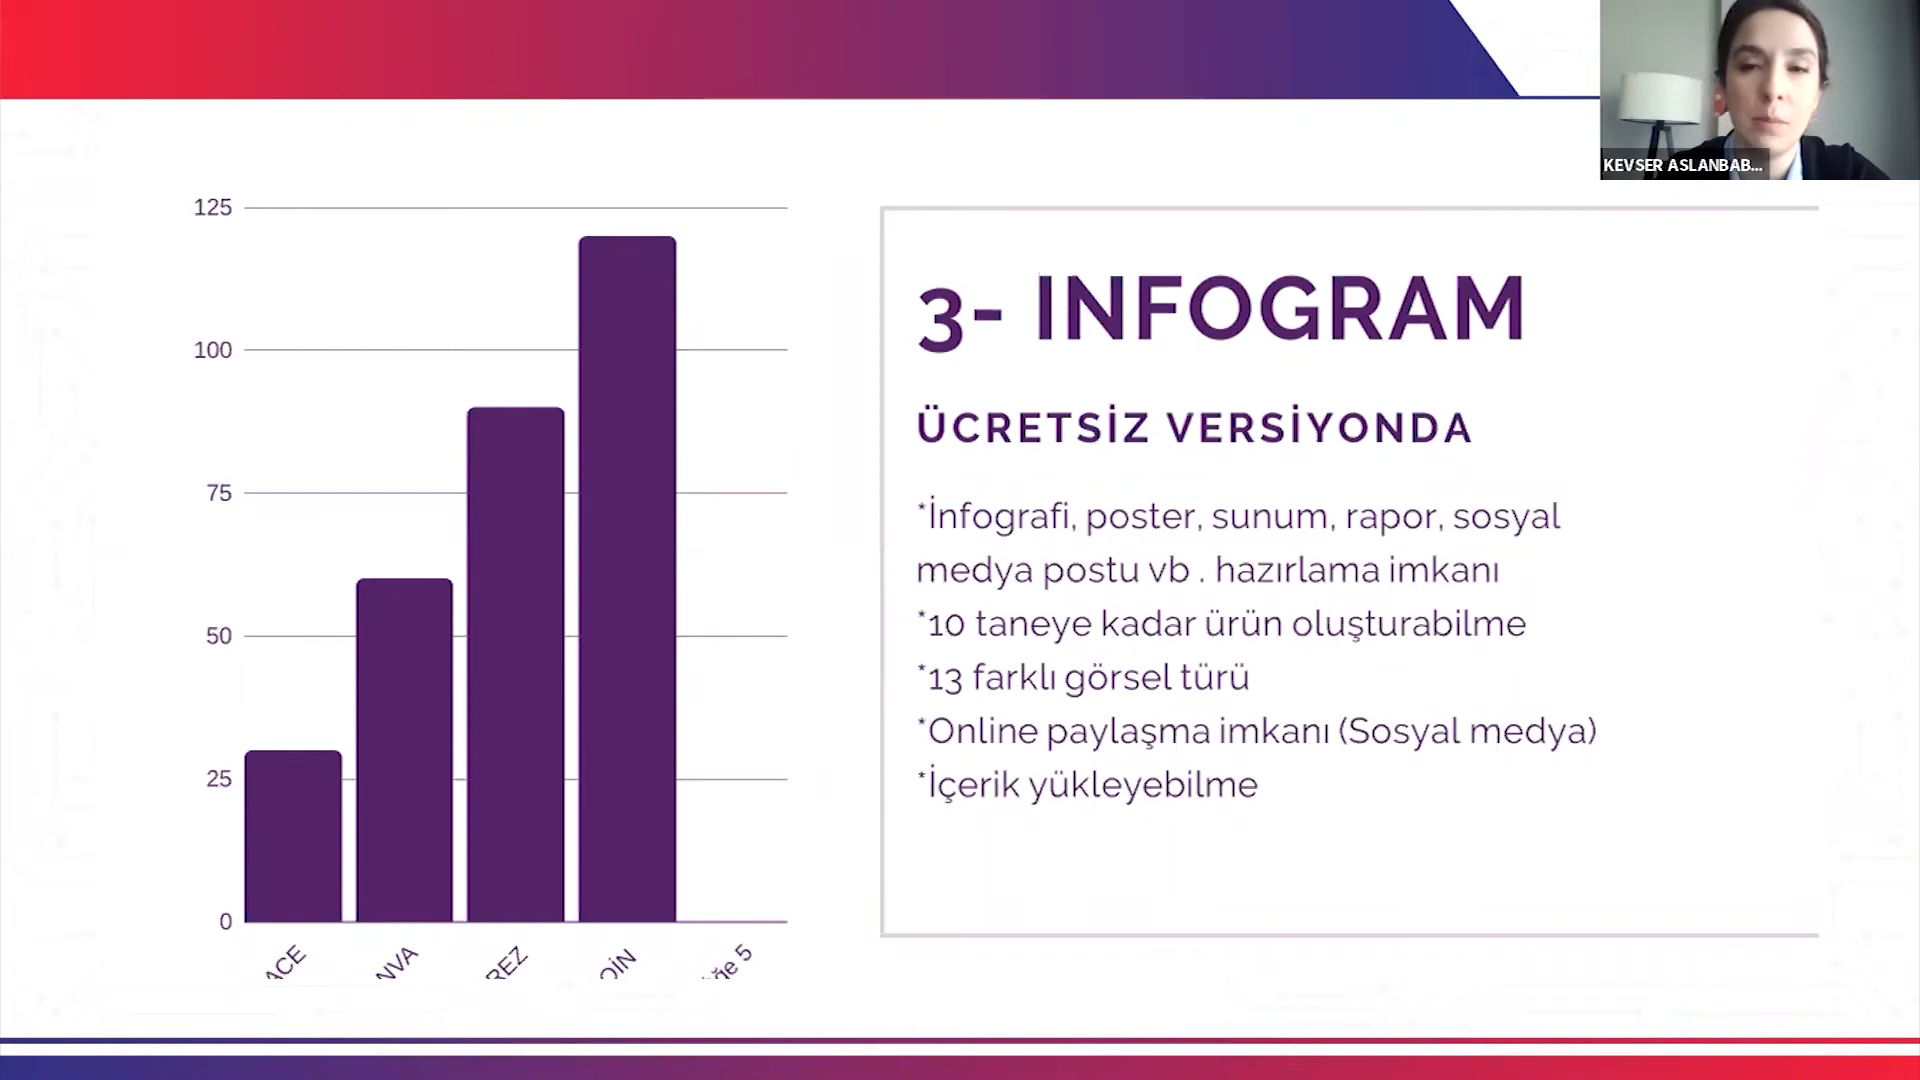 KEVSER ASLANBAB...
125
100
75
50
25
0
3- INFOGRAM
ÜCRETSİZ VERSİYONDA
*İnfografi, poster, sunum, rapor, sosyal
medya postu vb . hazırlama imkanı
*10 taneye kadar ürün oluşturabilme
*13 farklı görsel türü
*Online paylaşma imkanı (Sosyal medya)
*İçerik yükleyebilme